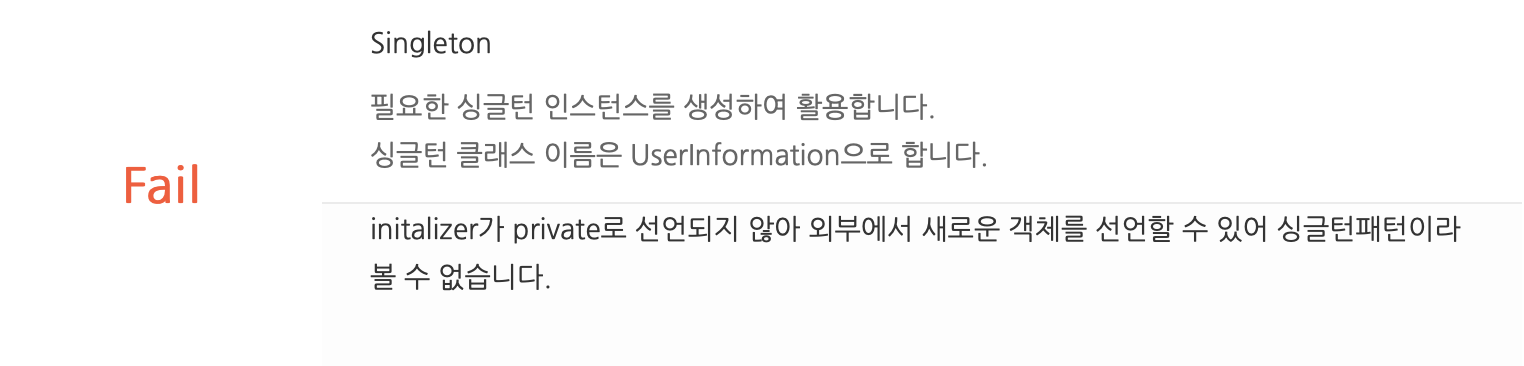 Singleton
필요한 싱글턴 인스턴스를 생성하여 활용합니다.
싱글턴 클래스 이름은 UserInformation으로 합니다.
Fail
initalizer가 private로 선언되지 않아 외부에서 새로운 객체를 선언할 수 있어 싱글턴패턴이라
볼 수 없습니다.